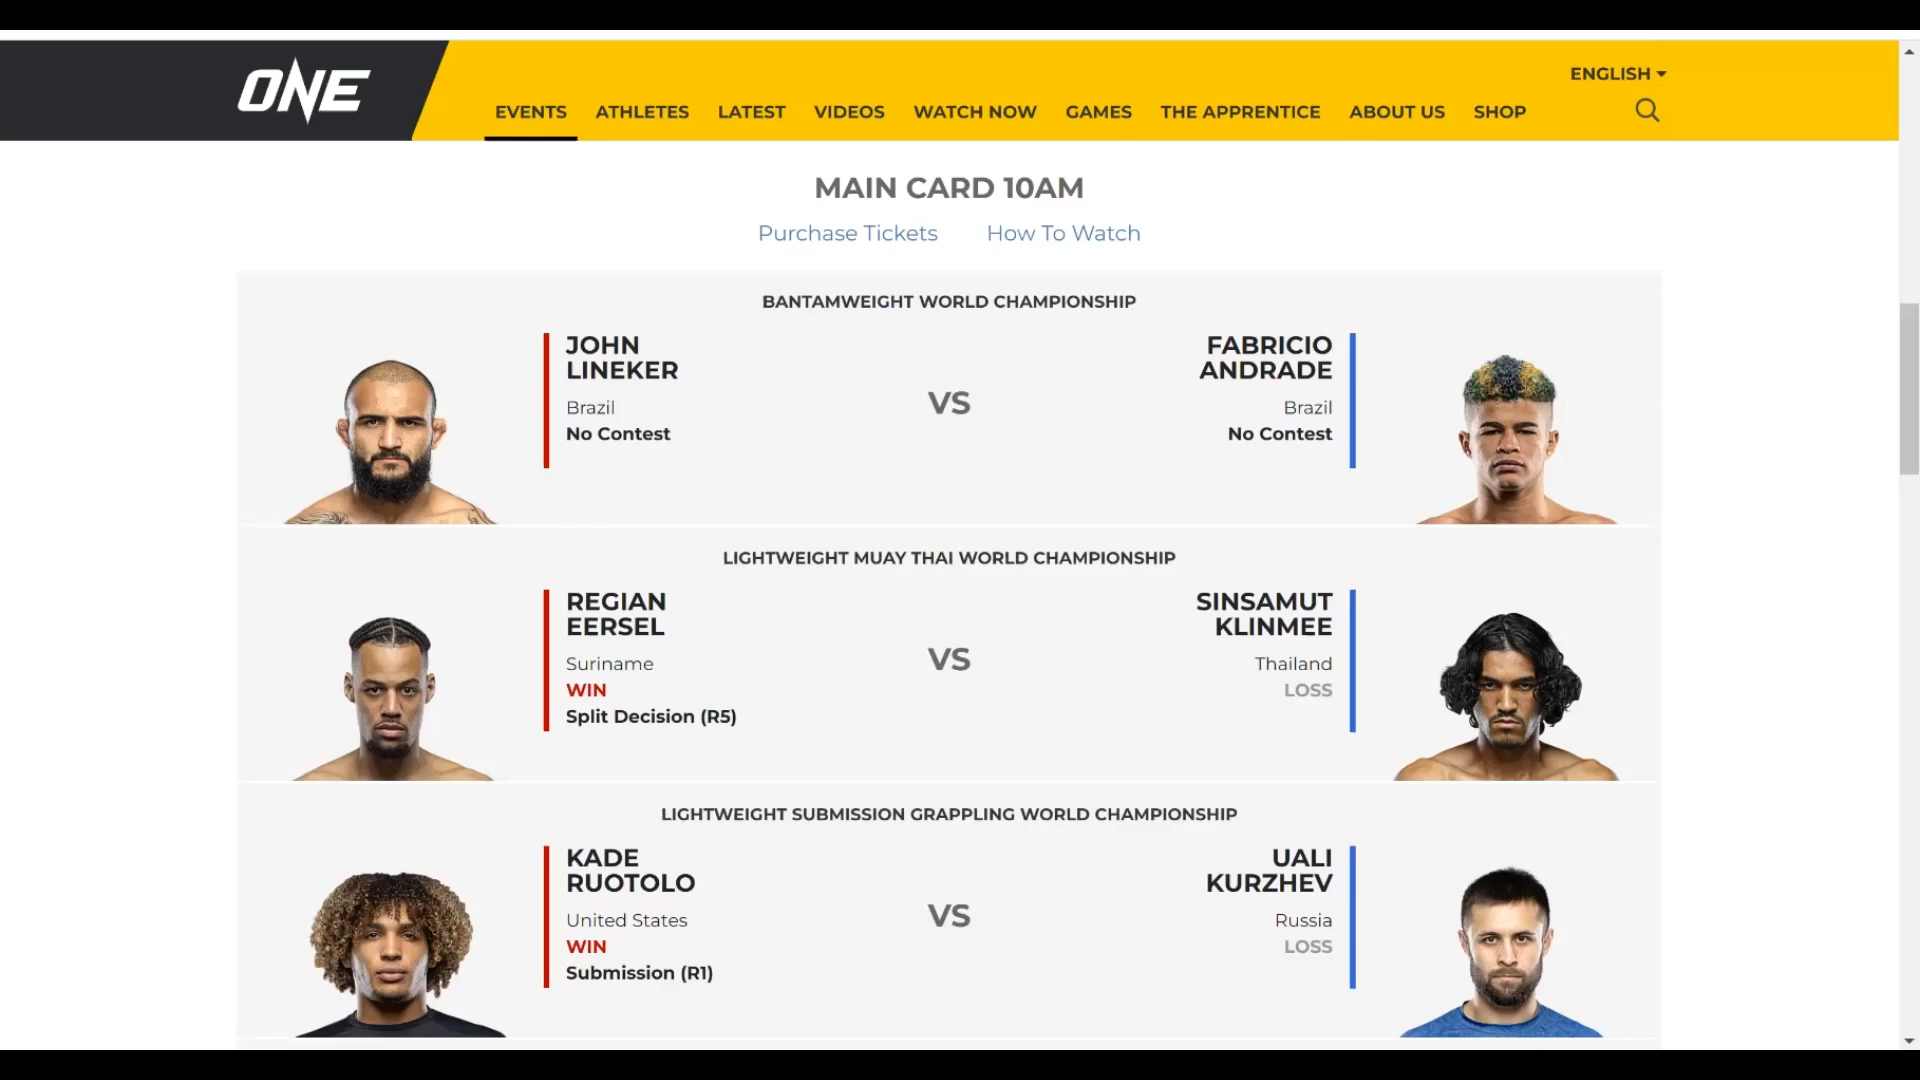 ONE
ENGLISH
EVENTS ATHLETES LATEST VIDEOS WATCH NOW GAMES THE APPRENTICE ABOUT US SHOP
MAIN CARD 10AM
Purchase Tickets How To Watch
BANTAMWEIGHT WORLD CHAMPIONSHIP
JOHN
LINEKER
Brazil
No Contest
VS
FABRICIO
ANDRADE
Brazil
No Contest
LIGHTWEIGHT MUAY THAI WORLD CHAMPIONSHIP
REGIAN
EERSEL
Suriname
WIN
Split Decision (R5)
VS
SINSAMUT
KLINMEE
Thailand
LOSS
LIGHTWEIGHT SUBMISSION GRAPPLING WORLD CHAMPIONSHIP
KADE
RUOTOLO
United States
WIN
Submission (R1)
VS
UALI
KURZHEV
Russia
LOSS